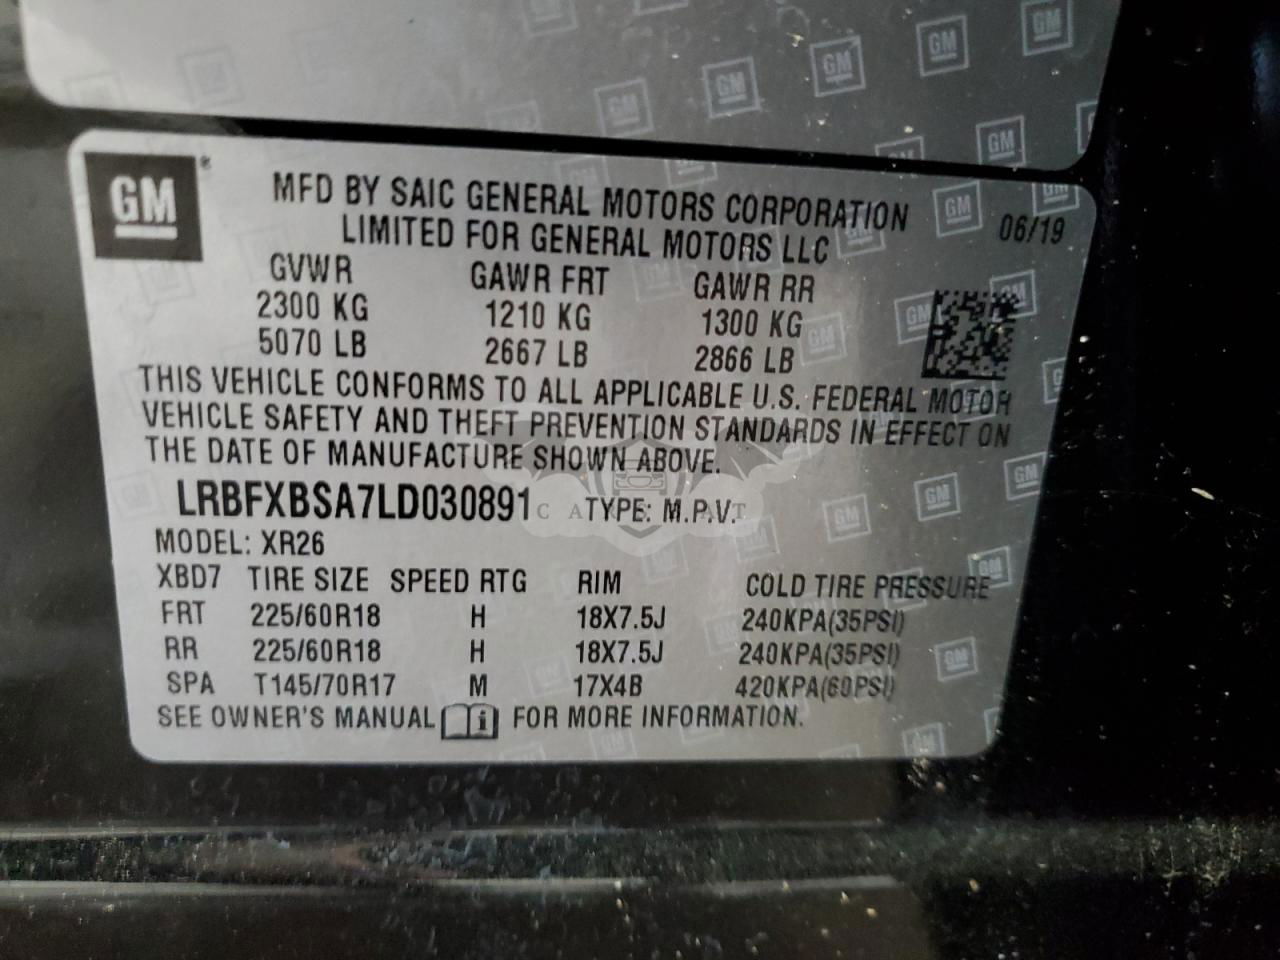 GM
MFD BY SAIC GENERAL MOTORS CORPORATION
LIMITED FOR GENERAL MOTORS LLC
06/19
GVWR GAWR FRT GAWR RR
2300 KG 1210 KG 1300 KG
5070 LB 2667 LB 2866 LB
THIS VEHICLE CONFORMS TO ALL APPLICABLE U.S. FEDERAL MOTOR
VEHICLE SAFETY AND THEFT PREVENTION STANDARDS IN EFFECT ON
THE DATE OF MANUFACTURE SHOWN ABOVE.
LRBFXBSA7LD030891 TYPE: M.P.V.
MODEL: XR26
XBD7 TIRE SIZE SPEED RTG RIM COLD TIRE PRESSURE
FRT 225/60R18 H 18X7.5J 240KPA(35PSI)
RR 225/60R18 H 18X7.5J 240KPA(35PSI)
SPA T145/70R17 M 17X4B 420KPA(60PSI)
SEE OWNER'S MANUAL FOR MORE INFORMATION.